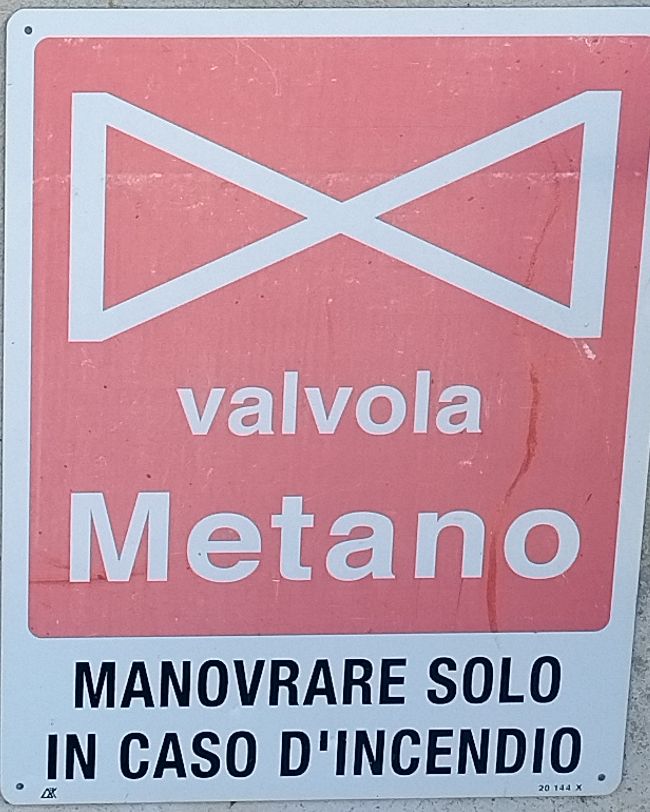 valvola
Metano
MANOVRARE SOLO
IN CASO D'INCENDIO
20 144 X